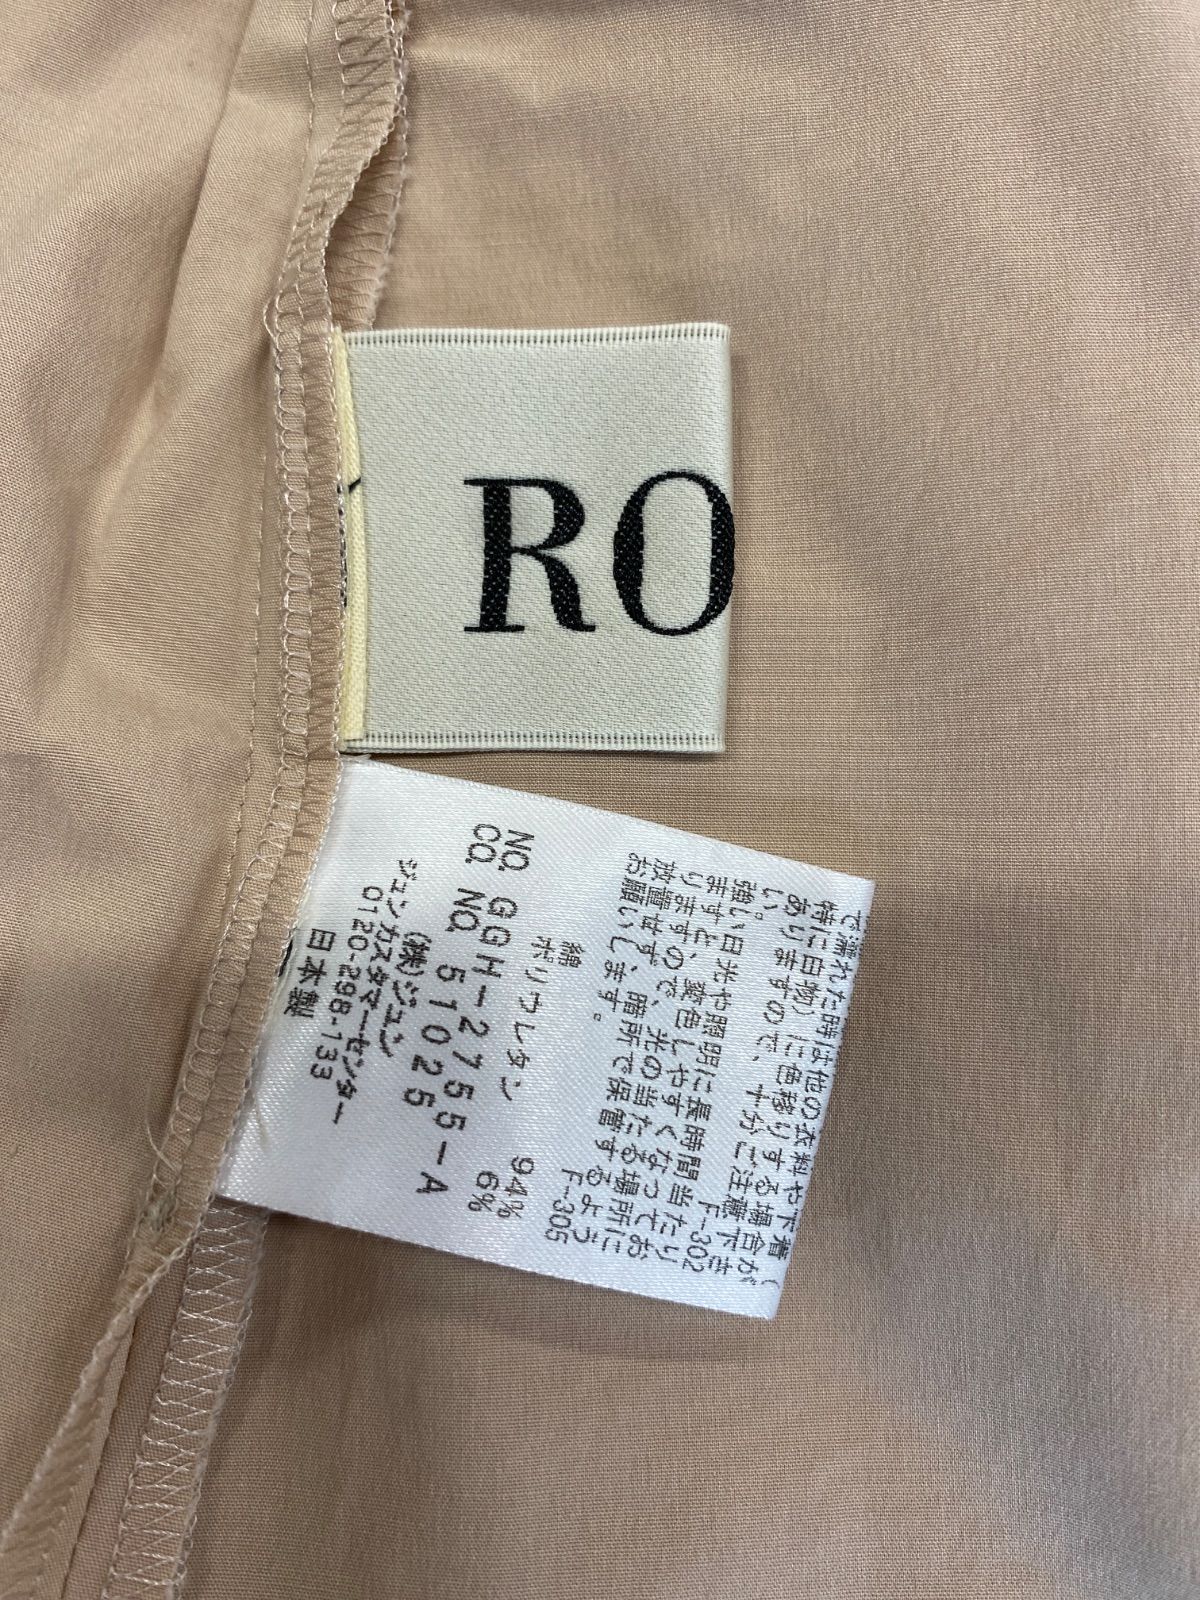 RO
で濡れた時は他の衣料や下着(
特に白物)に色移りする場合が
ありますので、十分ご注意下さ
い。 F-302
強い日光や照明に長時間当たり
ますと、変色しやすくなってお
りますので、光の当たる場所に
放置せず、暗所で保管するよう
お願いします。 F-305
綿 94%
ポリウレタン 6%
NO. GGH-2755-A
CO. NO. 51025
(株)ジュン
ジュンカスタマーセンター
0120-298-133
日本製